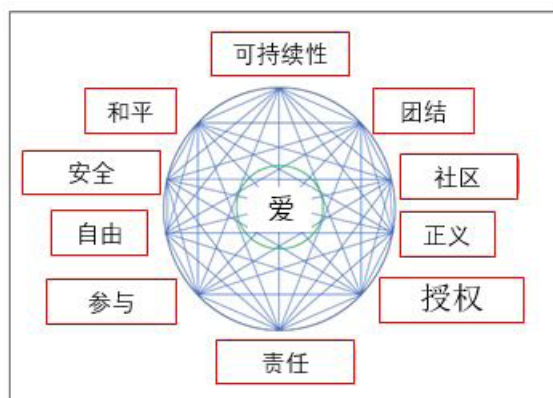 可持续性
和平
团结
安全
社区
爱
自由
正义
参与
授权
责任